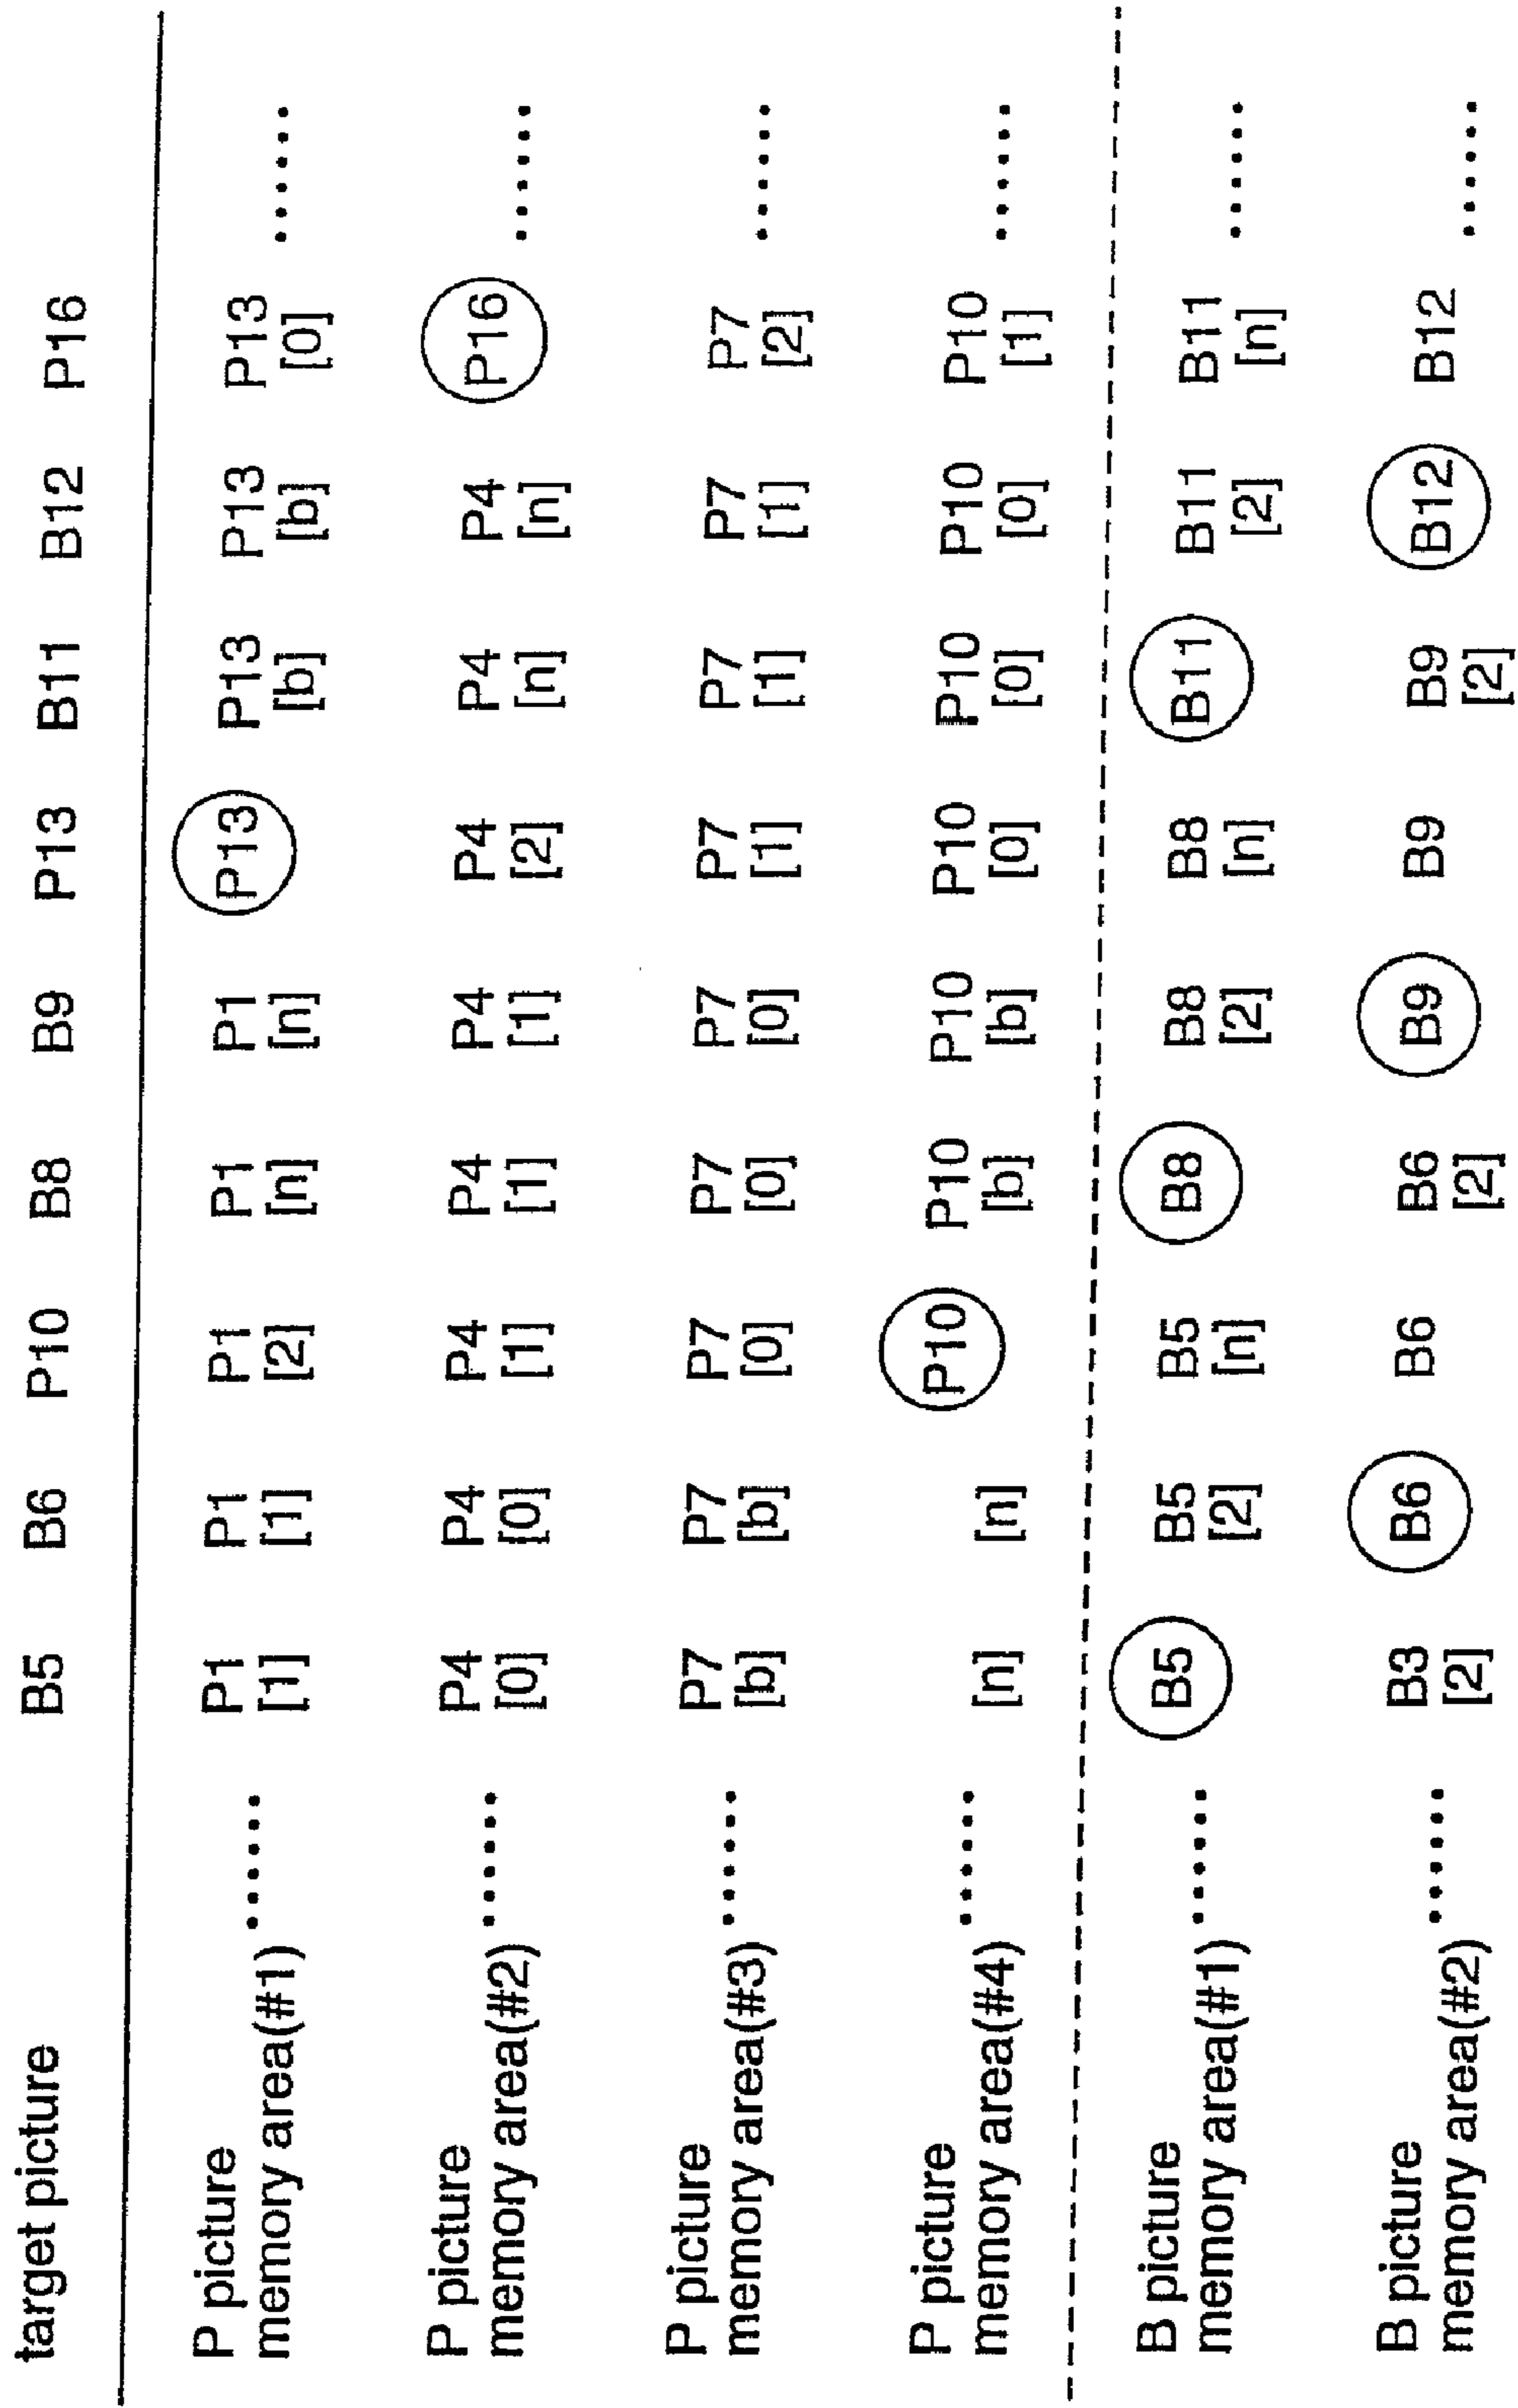 target picture B5 B6 P10 B8 B9 P13 B11 B12 P16
P picture
memory area(#1) ······ P1 P1 P1 P1 P1 P13 P13 P13 P13 ······
[1] [1] [2] [n] [n] [b] [b] [0]
P picture
memory area(#2) ······ P4 P4 P4 P4 P4 P4 P4 P4 P16 ······
[0] [0] [1] [1] [1] [2] [n] [n]
P picture
memory area(#3) ······ P7 P7 P7 P7 P7 P7 P7 P7 P7 ······
[b] [b] [0] [0] [0] [1] [1] [1] [2]
P picture
memory area(#4) ······ P10 P10 P10 P10 P10 P10 P10 ······
[n] [n] [b] [b] [0] [0] [0] [1]
B picture
memory area(#1) ······ B5 B5 B5 B8 B8 B8 B11 B11 B11 ······
[2] [n] [2] [n] [2] [n]
B picture
memory area(#2) ······ B3 B6 B6 B6 B9 B9 B9 B12 B12 ······
[2] [2] [2]